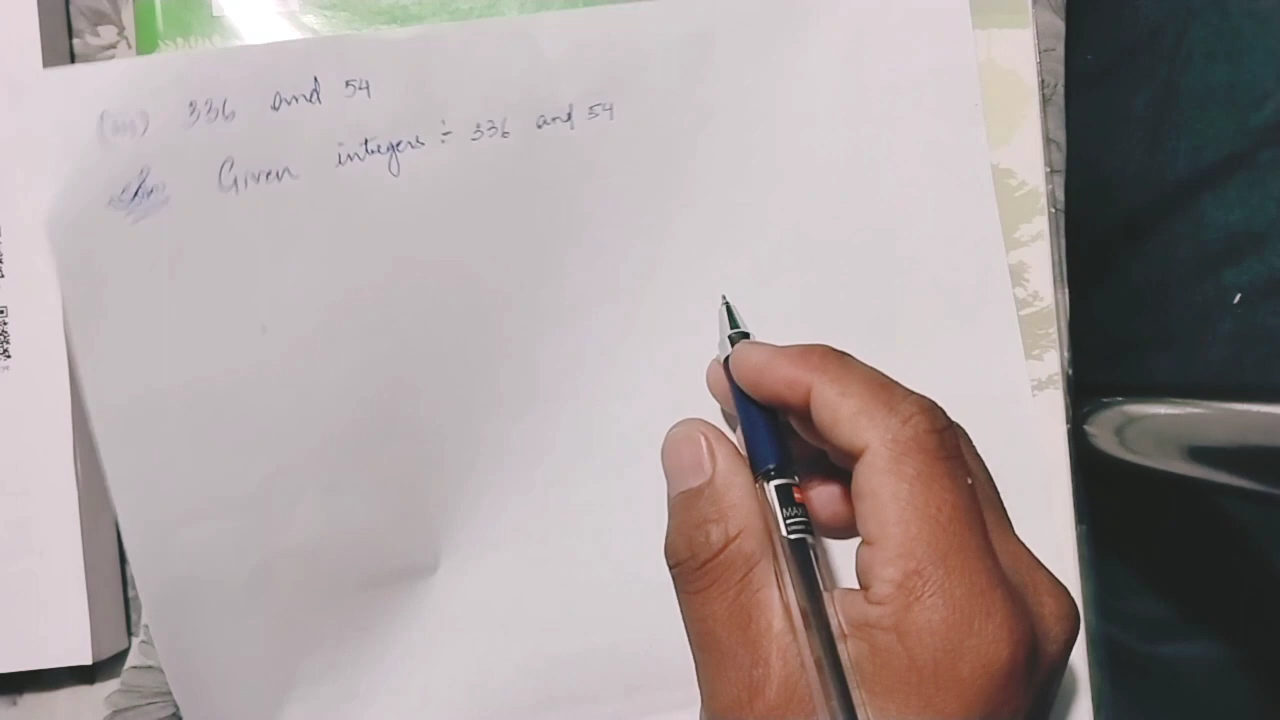 (iii) 336 and 54
Given integers ÷ 336 and 54